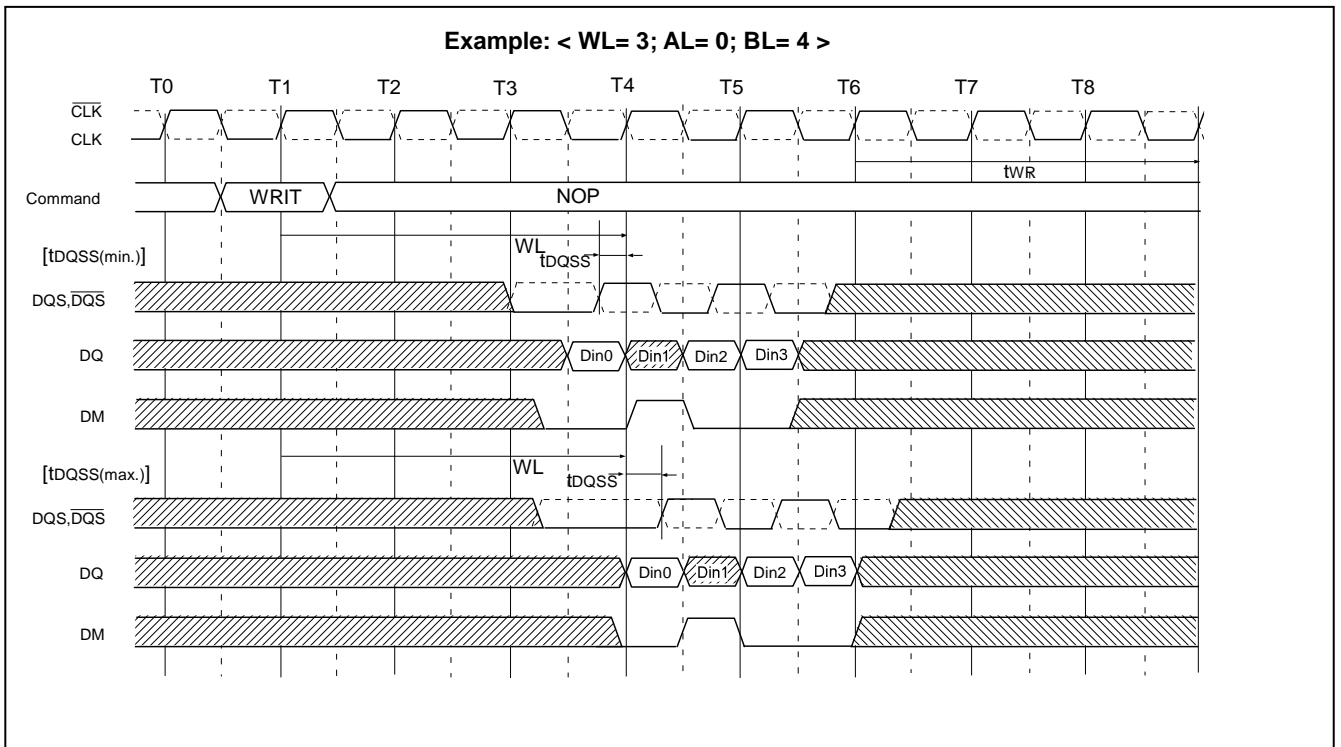 Example: < WL= 3; AL= 0; BL= 4 >
T0 T1 T2 T3 T4 T5 T6 T7 T8
CLK
CLK
tWR
Command WRIT NOP
WL
[tDQSS(min.)] tDQSS
DQS,DQS
DQ Din0 Din1 Din2 Din3
DM
WL
[tDQSS(max.)] tDQSS
DQS,DQS
DQ Din0 Din1 Din2 Din3
DM